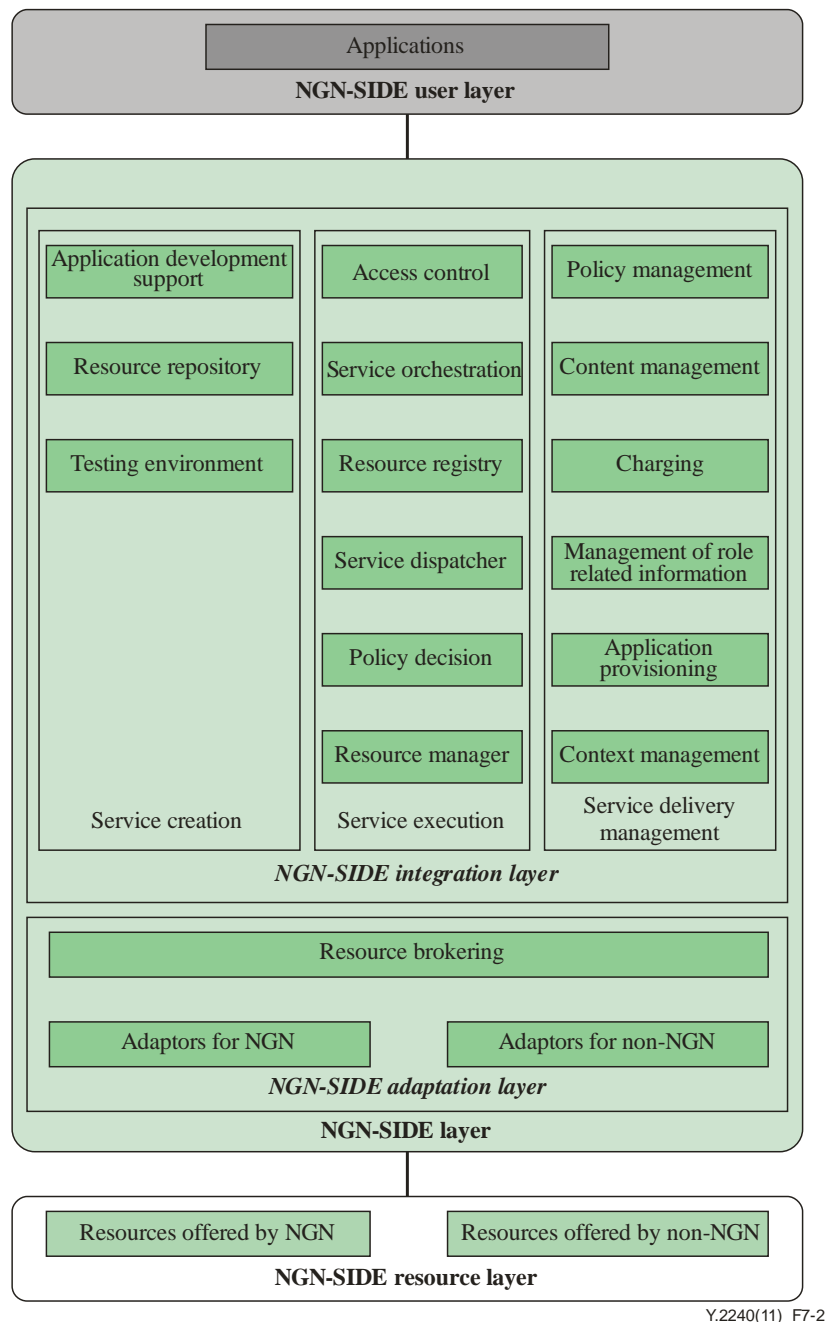 Applications
NGN-SIDE user layer
Application development
support
Resource repository
Testing environment
Service creation
Access control
Service orchestration
Resource registry
Service dispatcher
Policy decision
Resource manager
Service execution
Policy management
Content management
Charging
Management of role
related information
Application
provisioning
Context management
Service delivery
management
NGN-SIDE integration layer
Resource brokering
Adaptors for NGN
Adaptors for non-NGN
NGN-SIDE adaptation layer
NGN-SIDE layer
Resources offered by NGN
Resources offered by non-NGN
NGN-SIDE resource layer
Y.2240(11)_F7-2